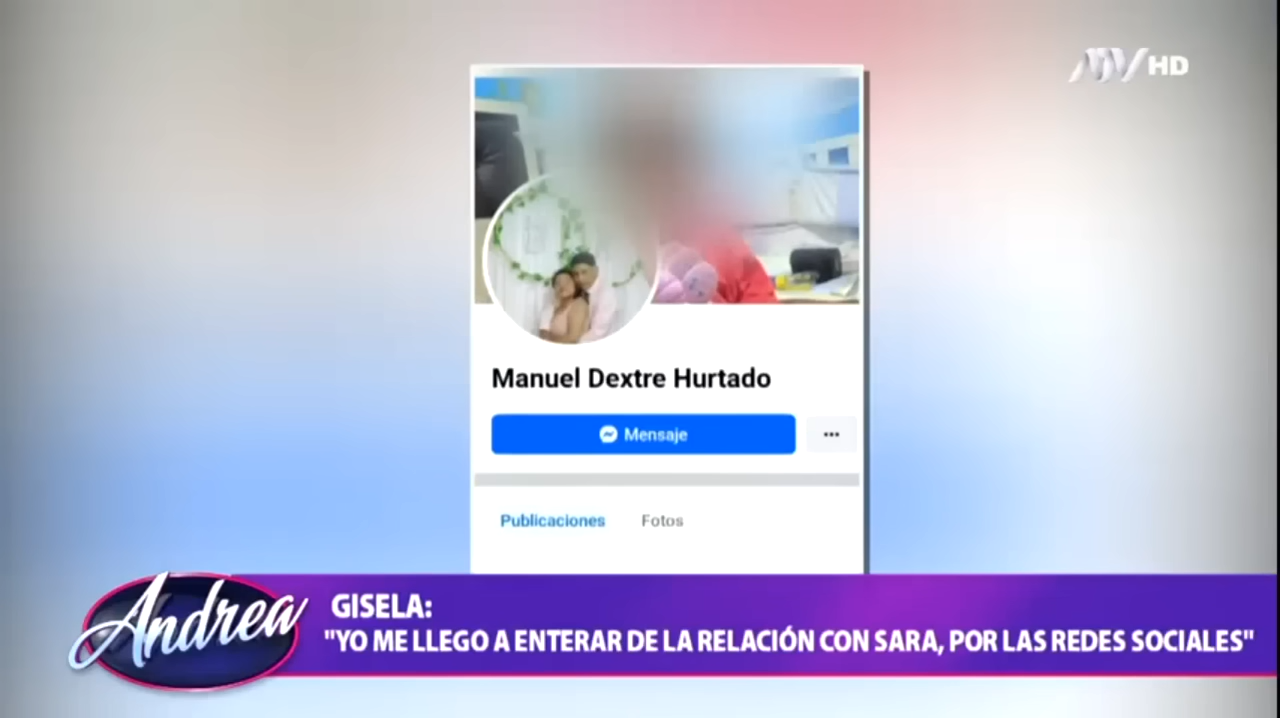 ATV HD
Manuel Dextre Hurtado
Mensaje
Publicaciones Fotos
Andrea
GISELA:
"YO ME LLEGO A ENTERAR DE LA RELACIÓN CON SARA, POR LAS REDES SOCIALES"